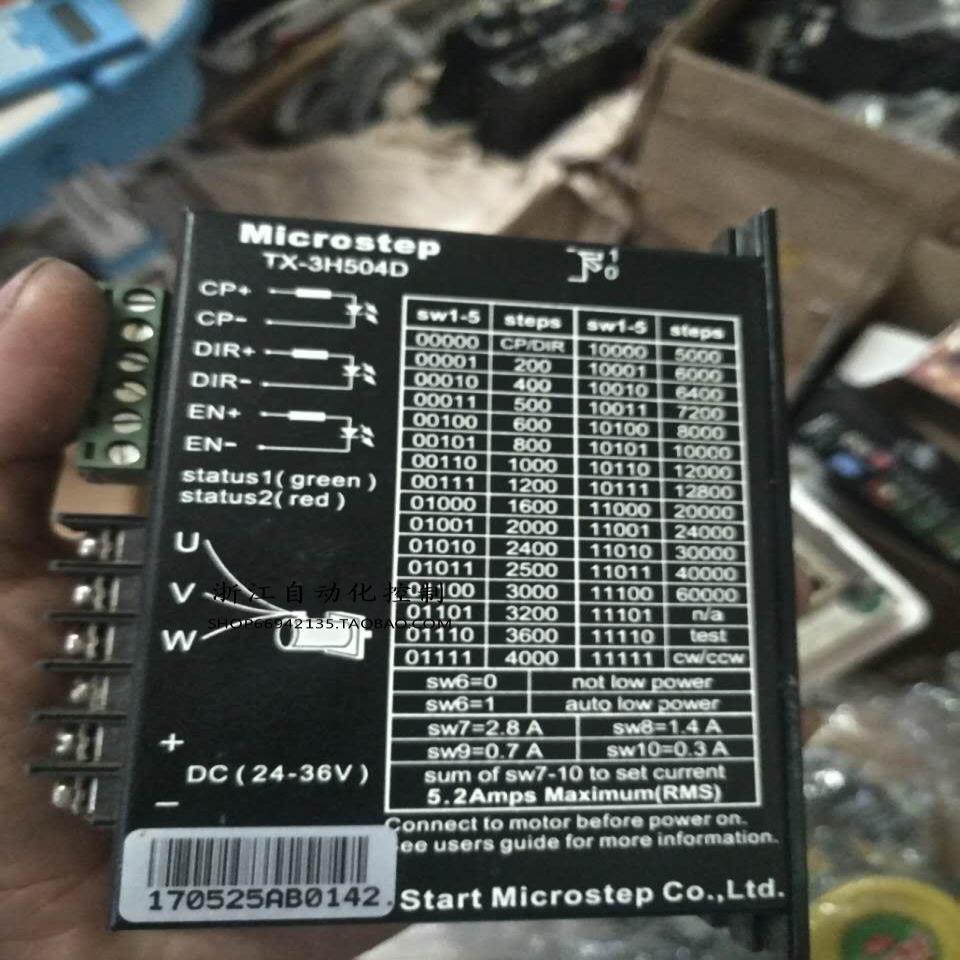 Microstep
TX-3H504D
1
0
CP+
CP-
DIR+
DIR-
EN+
EN-
status1( green )
status2( red )
U
V
W
+
DC ( 24-36V )
-
sw1-5 steps sw1-5 steps
00000 CP/DIR 10000 5000
00001 200 10001 6000
00010 400 10010 6400
00011 500 10011 7200
00100 600 10100 8000
00101 800 10101 10000
00110 1000 10110 12000
00111 1200 10111 12800
01000 1600 11000 20000
01001 2000 11001 24000
01010 2400 11010 30000
01011 2500 11011 40000
01100 3000 11100 60000
01101 3200 11101 n/a
01110 3600 11110 test
01111 4000 11111 cw/ccw
sw6=0 not low power
sw6=1 auto low power
sw7=2.8 A sw8=1.4 A
sw9=0.7 A sw10=0.3 A
sum of sw7-10 to set current
5.2Amps Maximum(RMS)
Connect to motor before power on.
ee users guide for more information.
170525AB0142
.Start Microstep Co.,Ltd.
浙江自动化控制
SHOP66942135.TAOBAO.COM